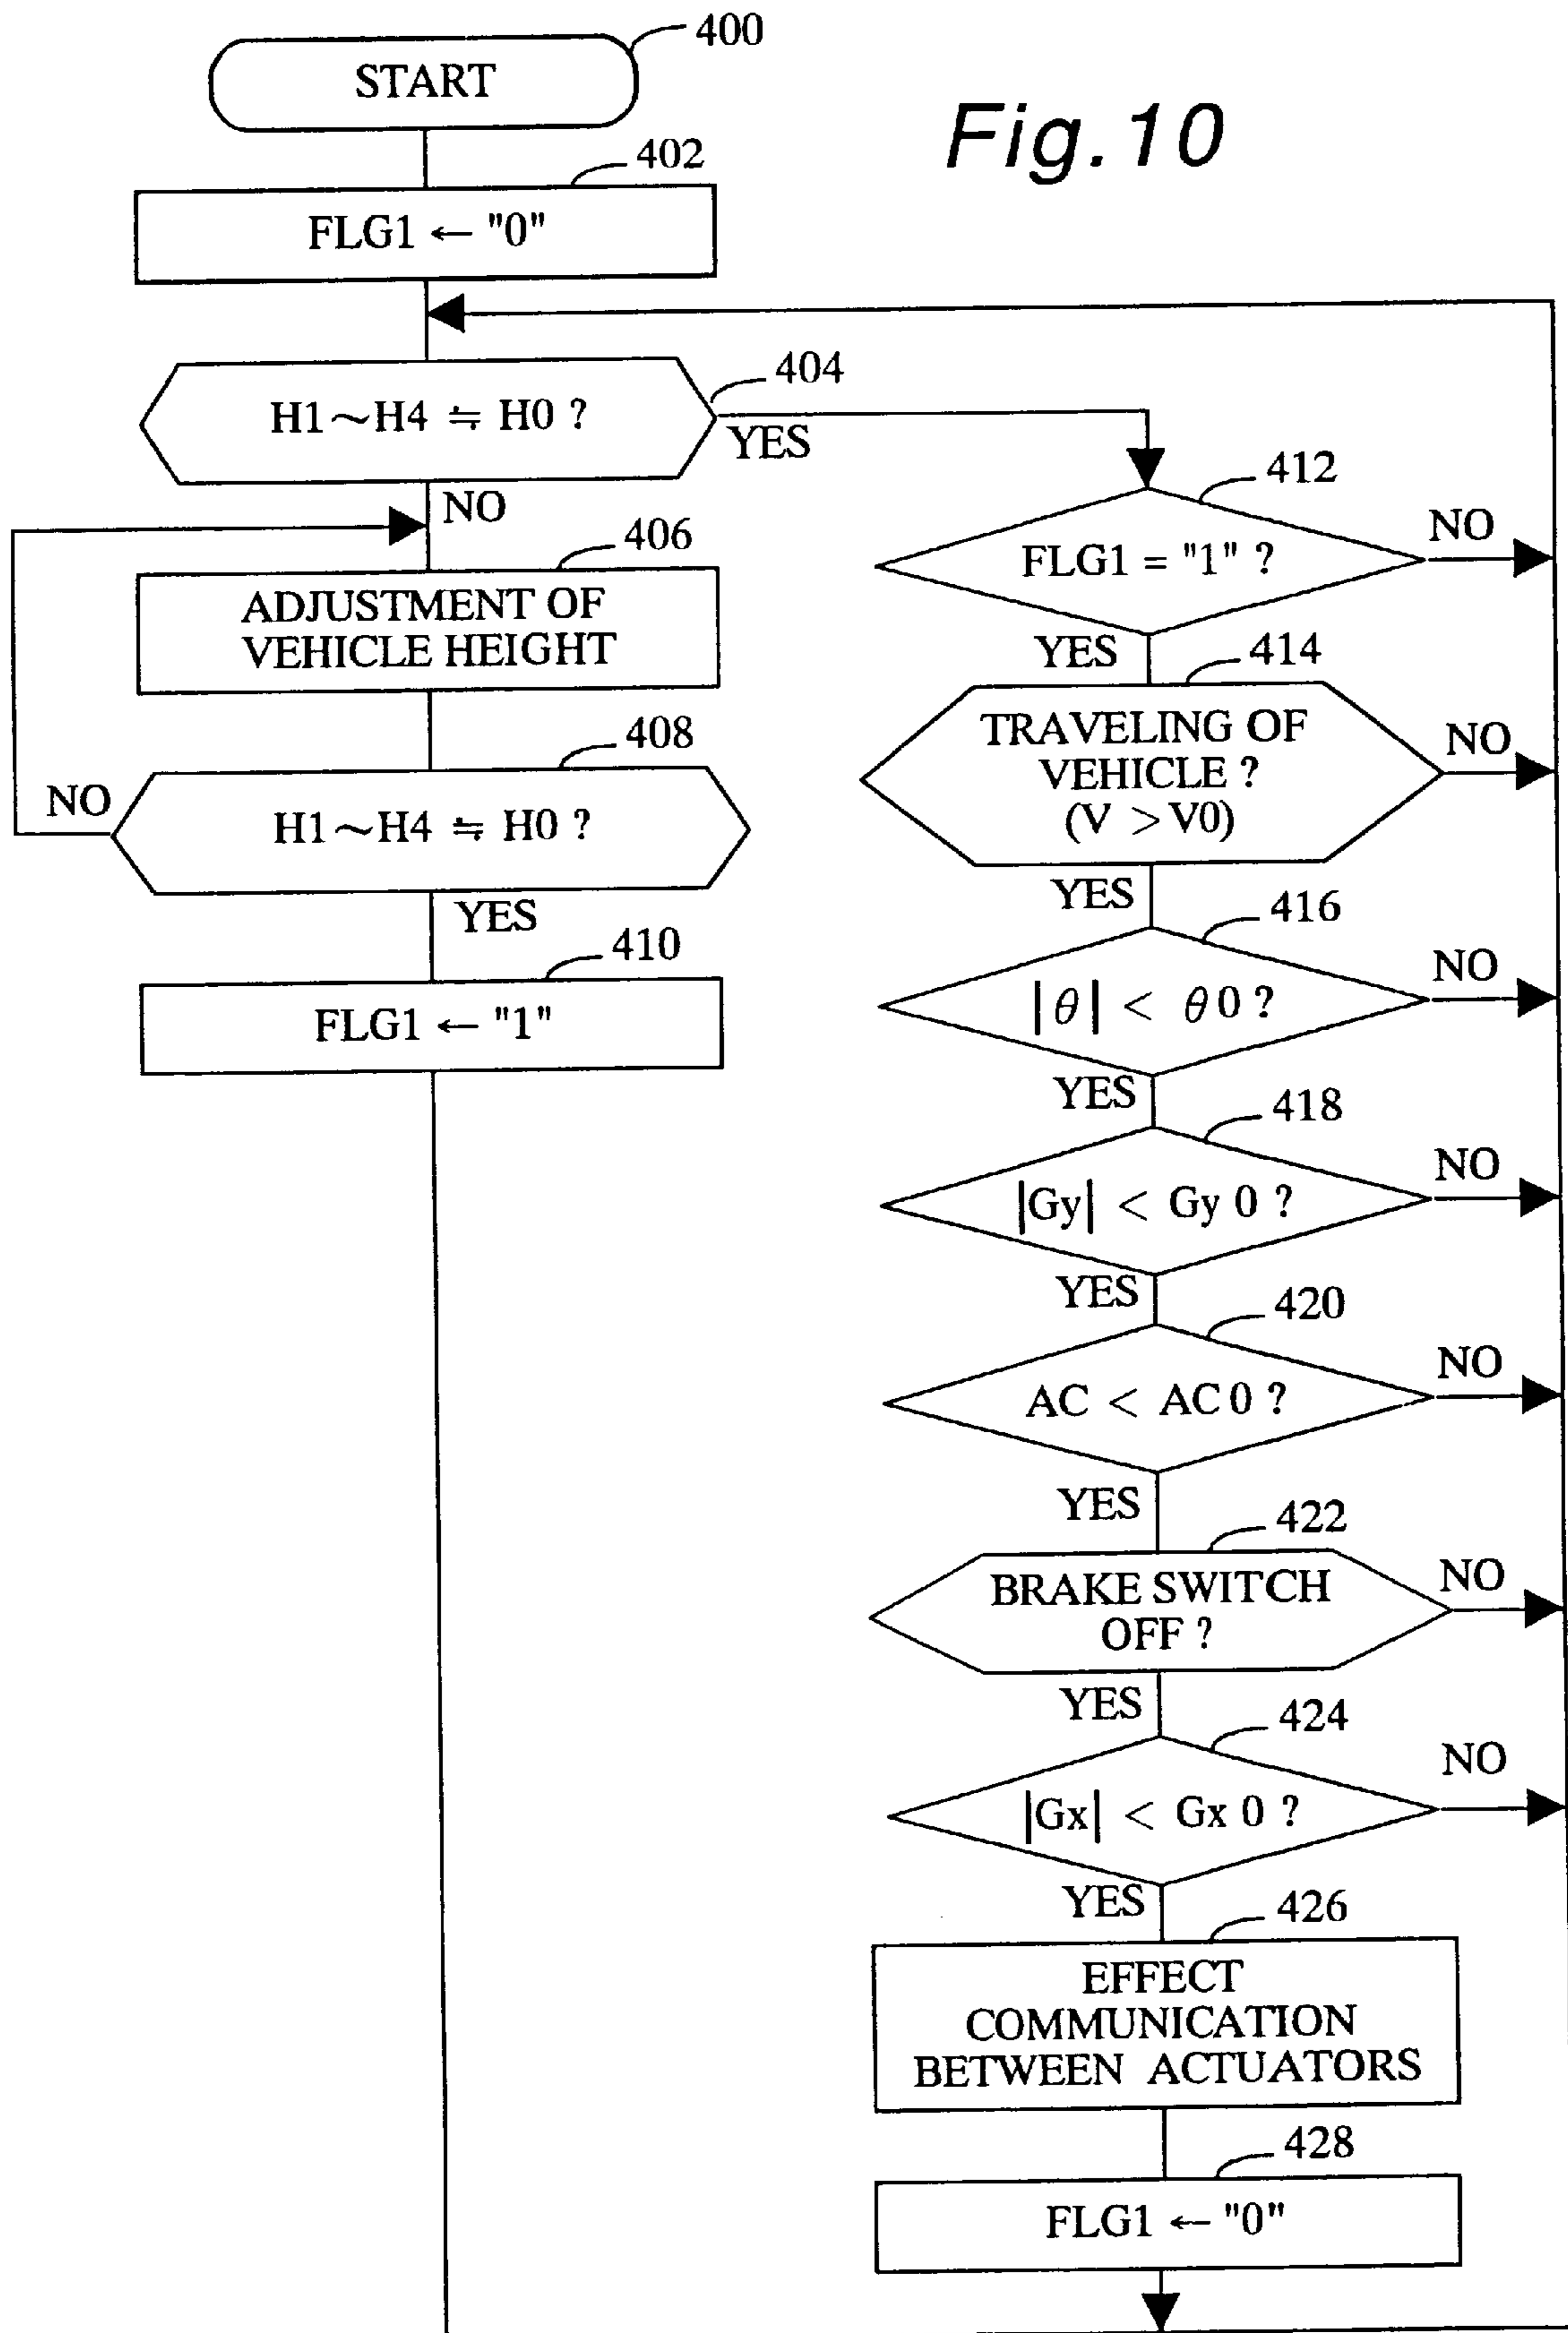 400
START
Fig.10
402
FLG1 ← "0"
404
H1～H4 ≒ H0 ?
YES
NO
412
FLG1 = "1" ?
NO
YES
406
ADJUSTMENT OF
VEHICLE HEIGHT
414
TRAVELING OF
VEHICLE ?
(V > V0)
NO
YES
408
NO
H1～H4 ≒ H0 ?
YES
416
|θ| < θ0 ?
NO
YES
410
FLG1 ← "1"
418
|Gy| < Gy 0 ?
NO
YES
420
AC < AC 0 ?
NO
YES
422
BRAKE SWITCH
OFF ?
NO
YES
424
|Gx| < Gx 0 ?
NO
YES
426
EFFECT
COMMUNICATION
BETWEEN ACTUATORS
428
FLG1 ← "0"